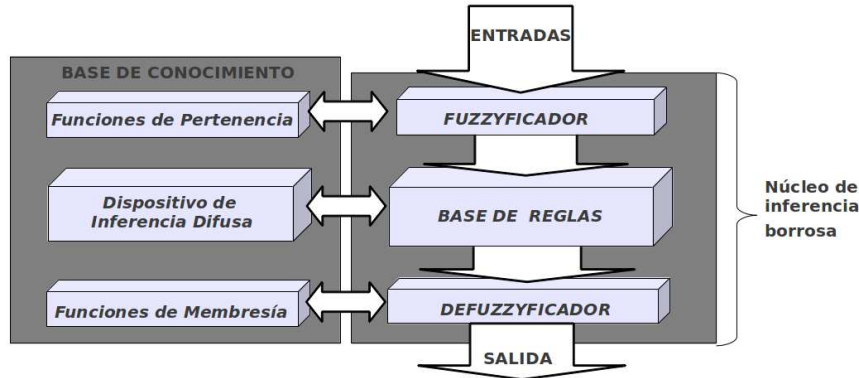 ENTRADAS
BASE DE CONOCIMIENTO
Funciones de Pertenencia
FUZZYFICADOR
Dispositivo de
Inferencia Difusa
BASE DE REGLAS
Núcleo de
inferencia
borrosa
Funciones de Membresía
DEFUZZYFICADOR
SALIDA